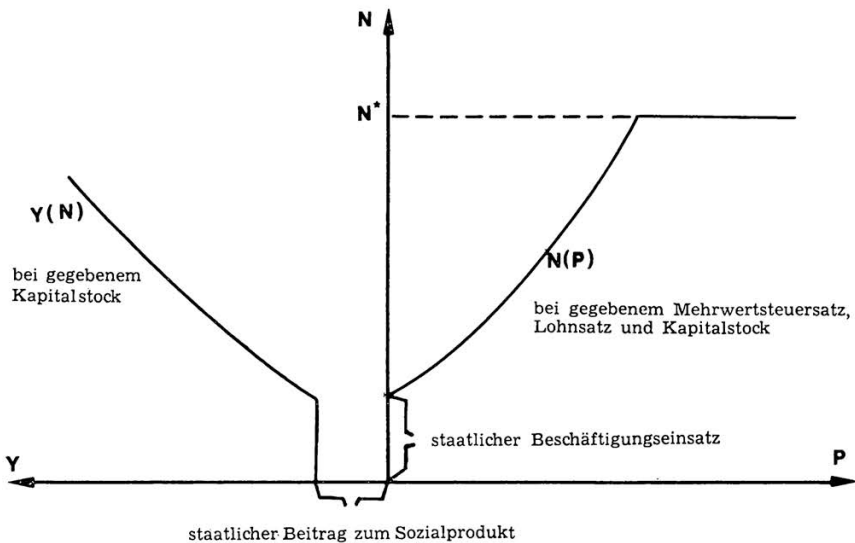 N
N*
Y(N)
bei gegebenem
Kapitalstock
N(P)
bei gegebenem Mehrwertsteuersatz,
Lohnsatz und Kapitalstock
staatlicher Beschäftigungseinsatz
Y
P
staatlicher Beitrag zum Sozialprodukt